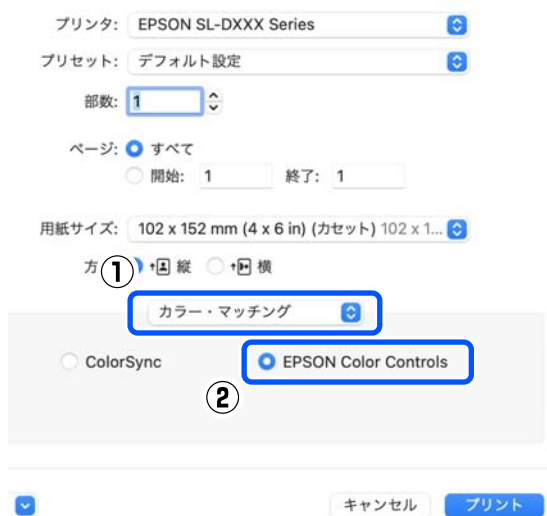 プリンタ: EPSON SL-DXXX Series
プリセット: デフォルト設定
部数: 1
ページ: すべて
開始: 1 終了: 1
用紙サイズ: 102 x 152 mm (4 x 6 in) (カセット) 102 x 1...
方 縦 横
①
カラー・マッチング
ColorSync EPSON Color Controls
②
キャンセル プリント